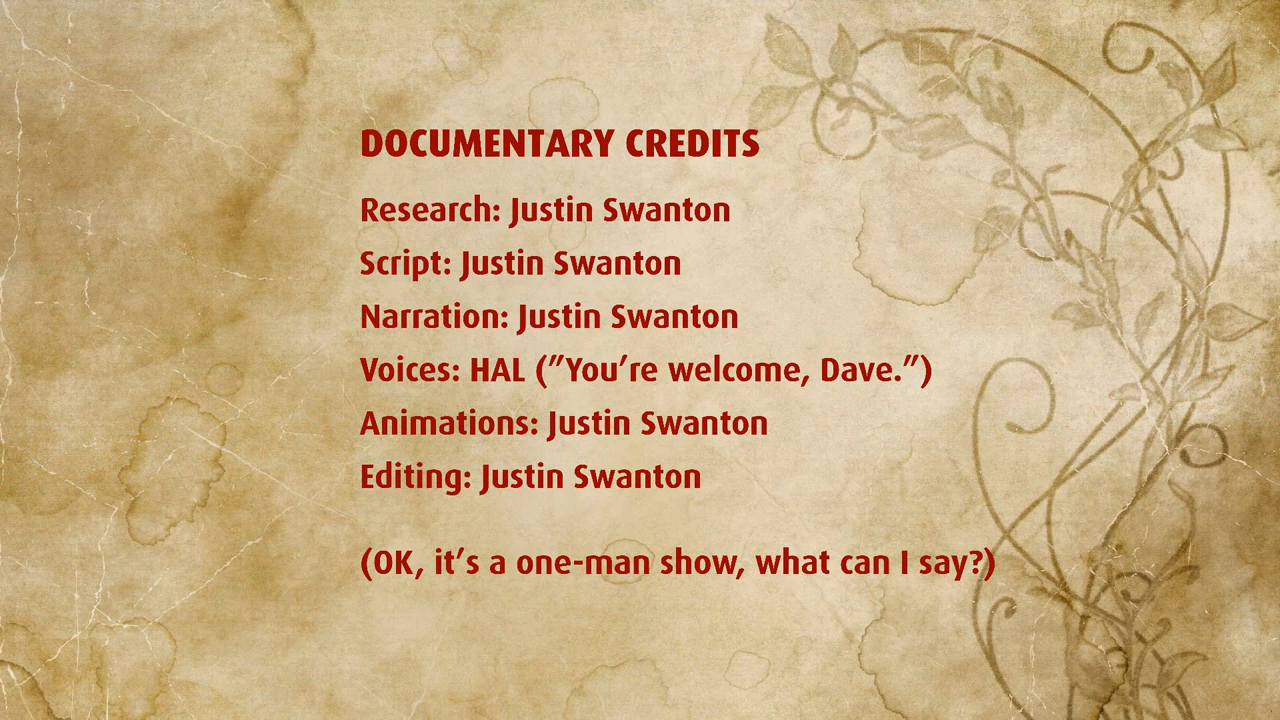 DOCUMENTARY CREDITS
Research: Justin Swanton
Script: Justin Swanton
Narration: Justin Swanton
Voices: HAL ("You're welcome, Dave.")
Animations: Justin Swanton
Editing: Justin Swanton
(OK, it's a one-man show, what can I say?)